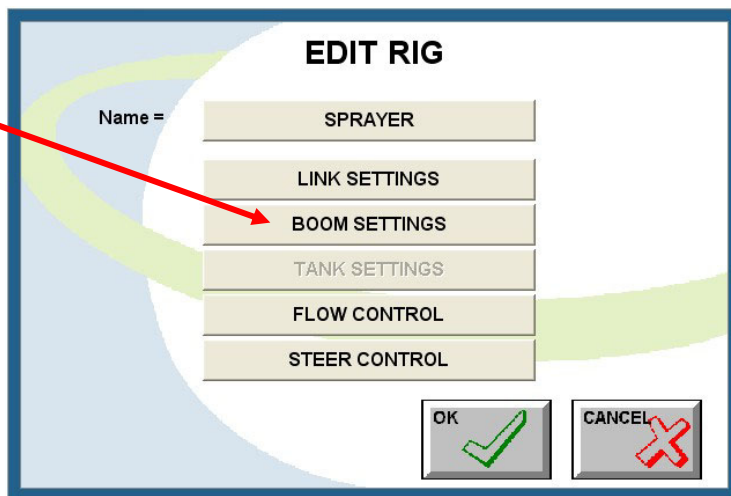 EDIT RIG
Name = SPRAYER
LINK SETTINGS
BOOM SETTINGS
TANK SETTINGS
FLOW CONTROL
STEER CONTROL
OK CANCEL